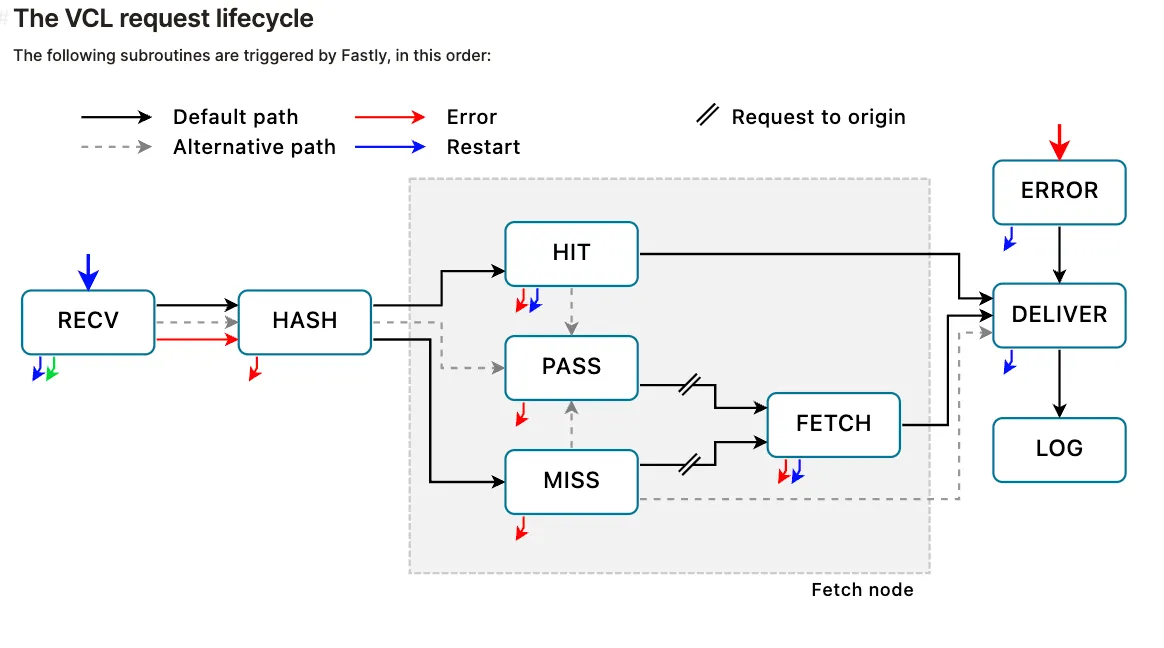 # The VCL request lifecycle
The following subroutines are triggered by Fastly, in this order:
Default path
Error
Request to origin
Alternative path
Restart
ERROR
HIT
RECV
HASH
DELIVER
PASS
FETCH
LOG
MISS
Fetch node